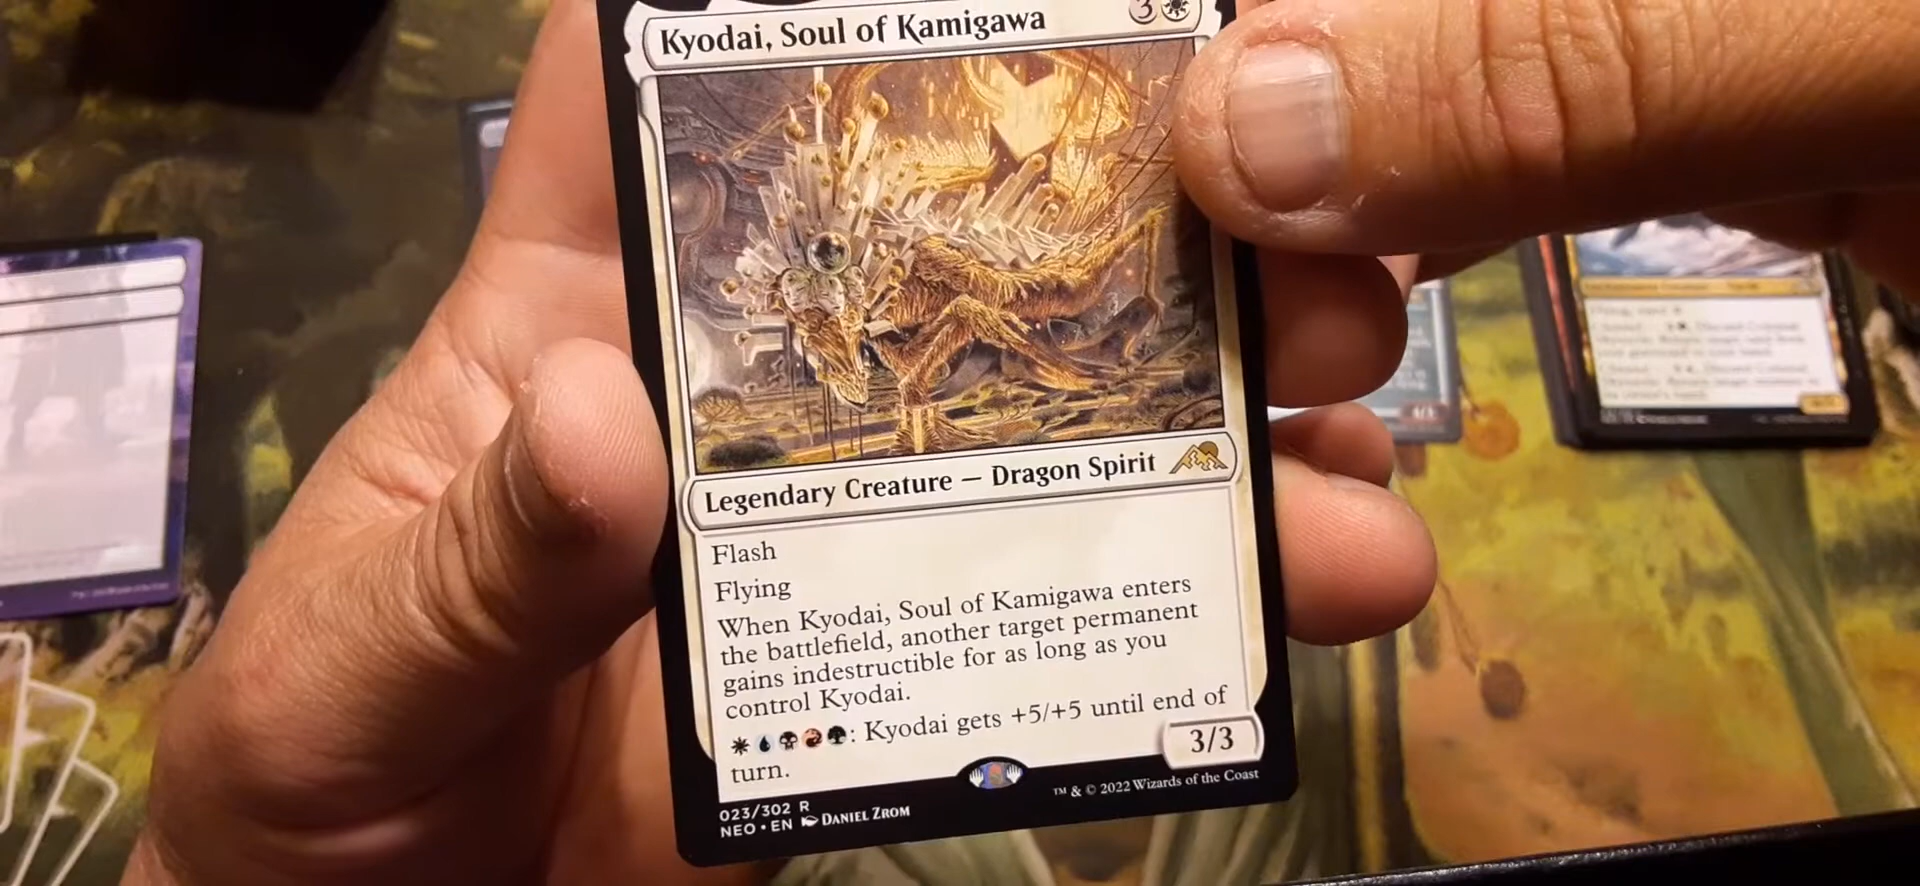 Kyodai, Soul of Kamigawa 3
Legendary Creature — Dragon Spirit
Flash
Flying
When Kyodai, Soul of Kamigawa enters
the battlefield, another target permanent
gains indestructible for as long as you
control Kyodai.
: Kyodai gets +5/+5 until end of
turn.
3/3
023/302 R
NEO • EN DANIEL ZROM
™ & © 2022 Wizards of the Coast